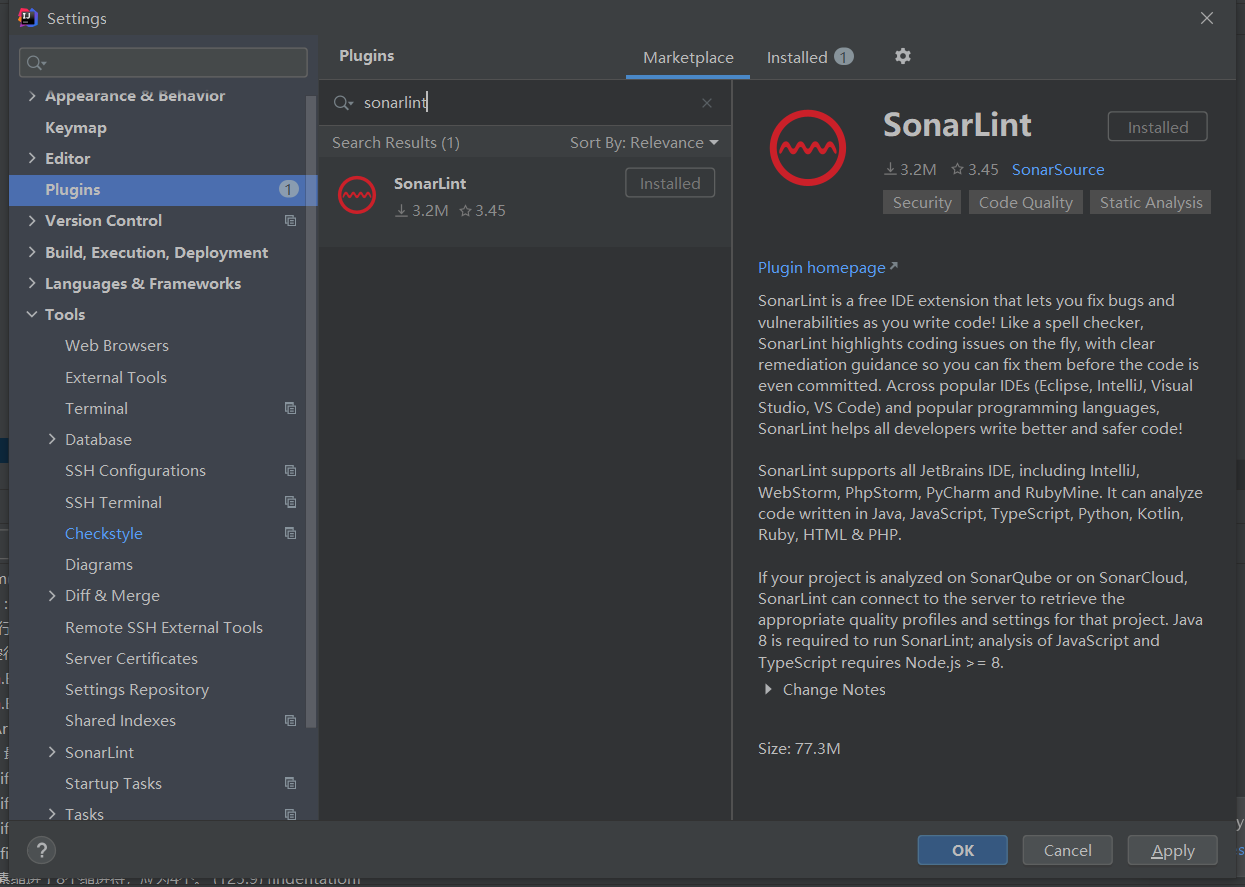 Settings
Appearance & Behavior
Keymap
Editor
Plugins 1
Version Control
Build, Execution, Deployment
Languages & Frameworks
Tools
Web Browsers
External Tools
Terminal
Database
SSH Configurations
SSH Terminal
Checkstyle
Diagrams
Diff & Merge
Remote SSH External Tools
Server Certificates
Settings Repository
Shared Indexes
SonarLint
Startup Tasks
Tasks
Plugins
Marketplace
Installed 1
sonarlint
Search Results (1)
Sort By: Relevance
SonarLint
Installed
3.2M 3.45
SonarLint
Installed
3.2M 3.45 SonarSource
Security Code Quality Static Analysis
Plugin homepage
SonarLint is a free IDE extension that lets you fix bugs and
vulnerabilities as you write code! Like a spell checker,
SonarLint highlights coding issues on the fly, with clear
remediation guidance so you can fix them before the code is
even committed. Across popular IDEs (Eclipse, IntelliJ, Visual
Studio, VS Code) and popular programming languages,
SonarLint helps all developers write better and safer code!
SonarLint supports all JetBrains IDE, including IntelliJ,
WebStorm, PhpStorm, PyCharm and RubyMine. It can analyze
code written in Java, JavaScript, TypeScript, Python, Kotlin,
Ruby, HTML & PHP.
If your project is analyzed on SonarQube or on SonarCloud,
SonarLint can connect to the server to retrieve the
appropriate quality profiles and settings for that project. Java
8 is required to run SonarLint; analysis of JavaScript and
TypeScript requires Node.js >= 8.
Change Notes
Size: 77.3M
?
OK
Cancel
Apply